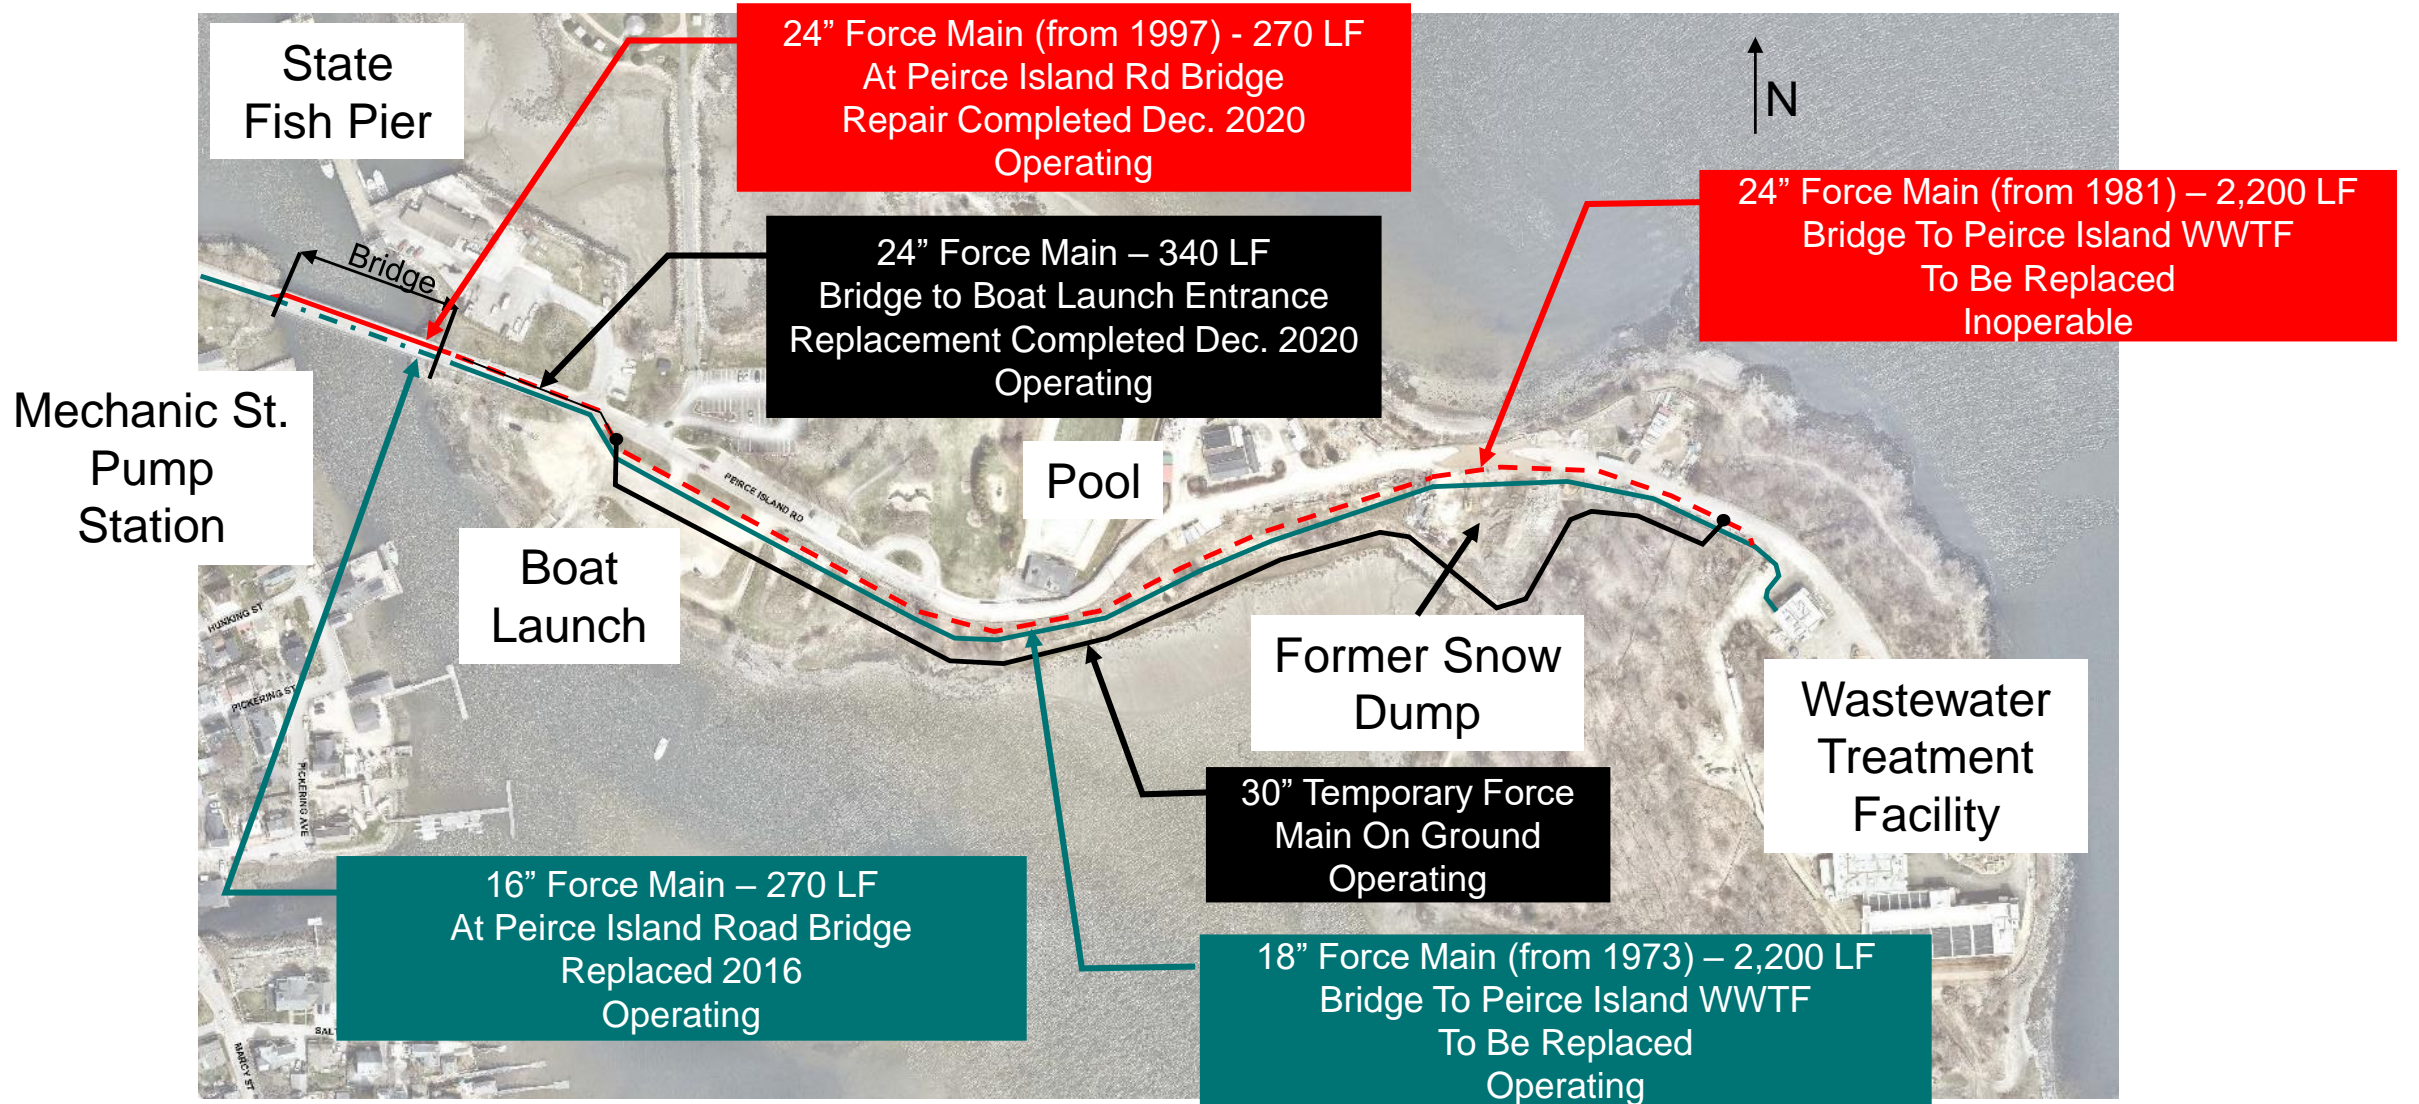 State
Fish Pier
24” Force Main (from 1997) - 270 LF
At Peirce Island Rd Bridge
Repair Completed Dec. 2020
Operating
N
24” Force Main (from 1981) – 2,200 LF
Bridge To Peirce Island WWTF
To Be Replaced
Inoperable
Bridge
24” Force Main – 340 LF
Bridge to Boat Launch Entrance
Replacement Completed Dec. 2020
Operating
Mechanic St.
Pump
Station
Pool
PEIRCE ISLAND RD
Boat
Launch
HUNKING ST
PICKERING ST
PICKERING AVE
Former Snow
Dump
Wastewater
Treatment
Facility
30” Temporary Force
Main On Ground
Operating
16” Force Main – 270 LF
At Peirce Island Road Bridge
Replaced 2016
Operating
18” Force Main (from 1973) – 2,200 LF
Bridge To Peirce Island WWTF
To Be Replaced
Operating
SAL
MARCY ST